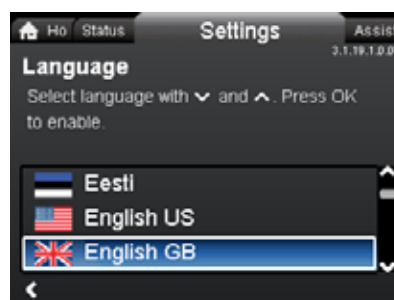 Ho Status Settings Assis
3.1.19.1.0.0
Language
Select language with and . Press OK
to enable.
Eesti
English US
English GB